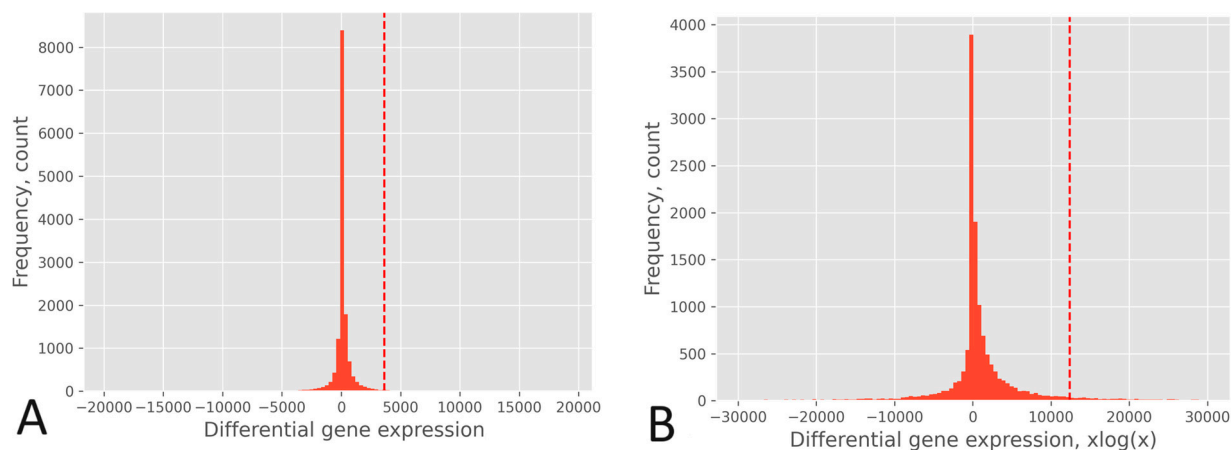 Frequency, count
8000
7000
6000
5000
4000
3000
2000
1000
0
−20000 −15000 −10000 −5000 0 5000 10000 15000 20000
Differential gene expression
A
Frequency, count
4000
3500
3000
2500
2000
1500
1000
500
0
−30000 −20000 −10000 0 10000 20000 30000
Differential gene expression, xlog(x)
B